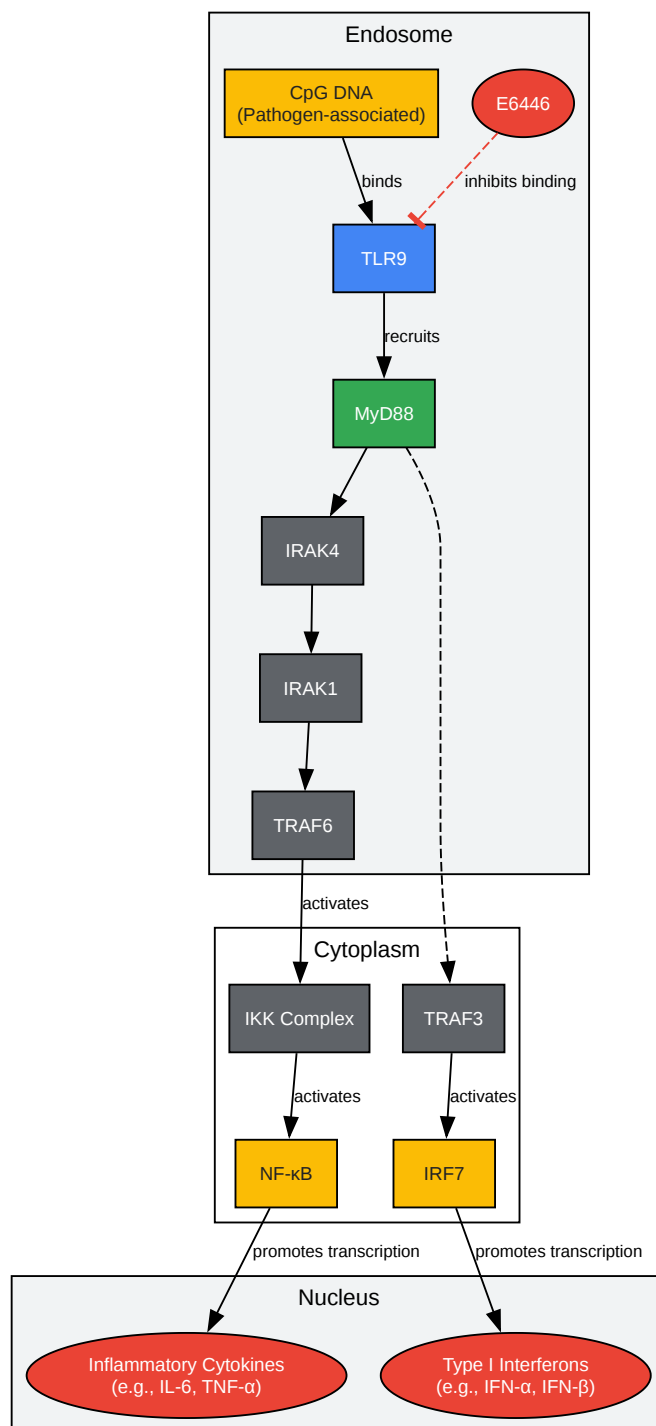 Endosome
CpG DNA
(Pathogen-associated)
E6446
binds
inhibits binding
TLR9
recruits
MyD88
IRAK4
IRAK1
TRAF6
activates
Cytoplasm
IKK Complex
TRAF3
activates
activates
NF-κB
IRF7
promotes transcription
promotes transcription
Nucleus
Inflammatory Cytokines
(e.g., IL-6, TNF-α)
Type I Interferons
(e.g., IFN-α, IFN-β)